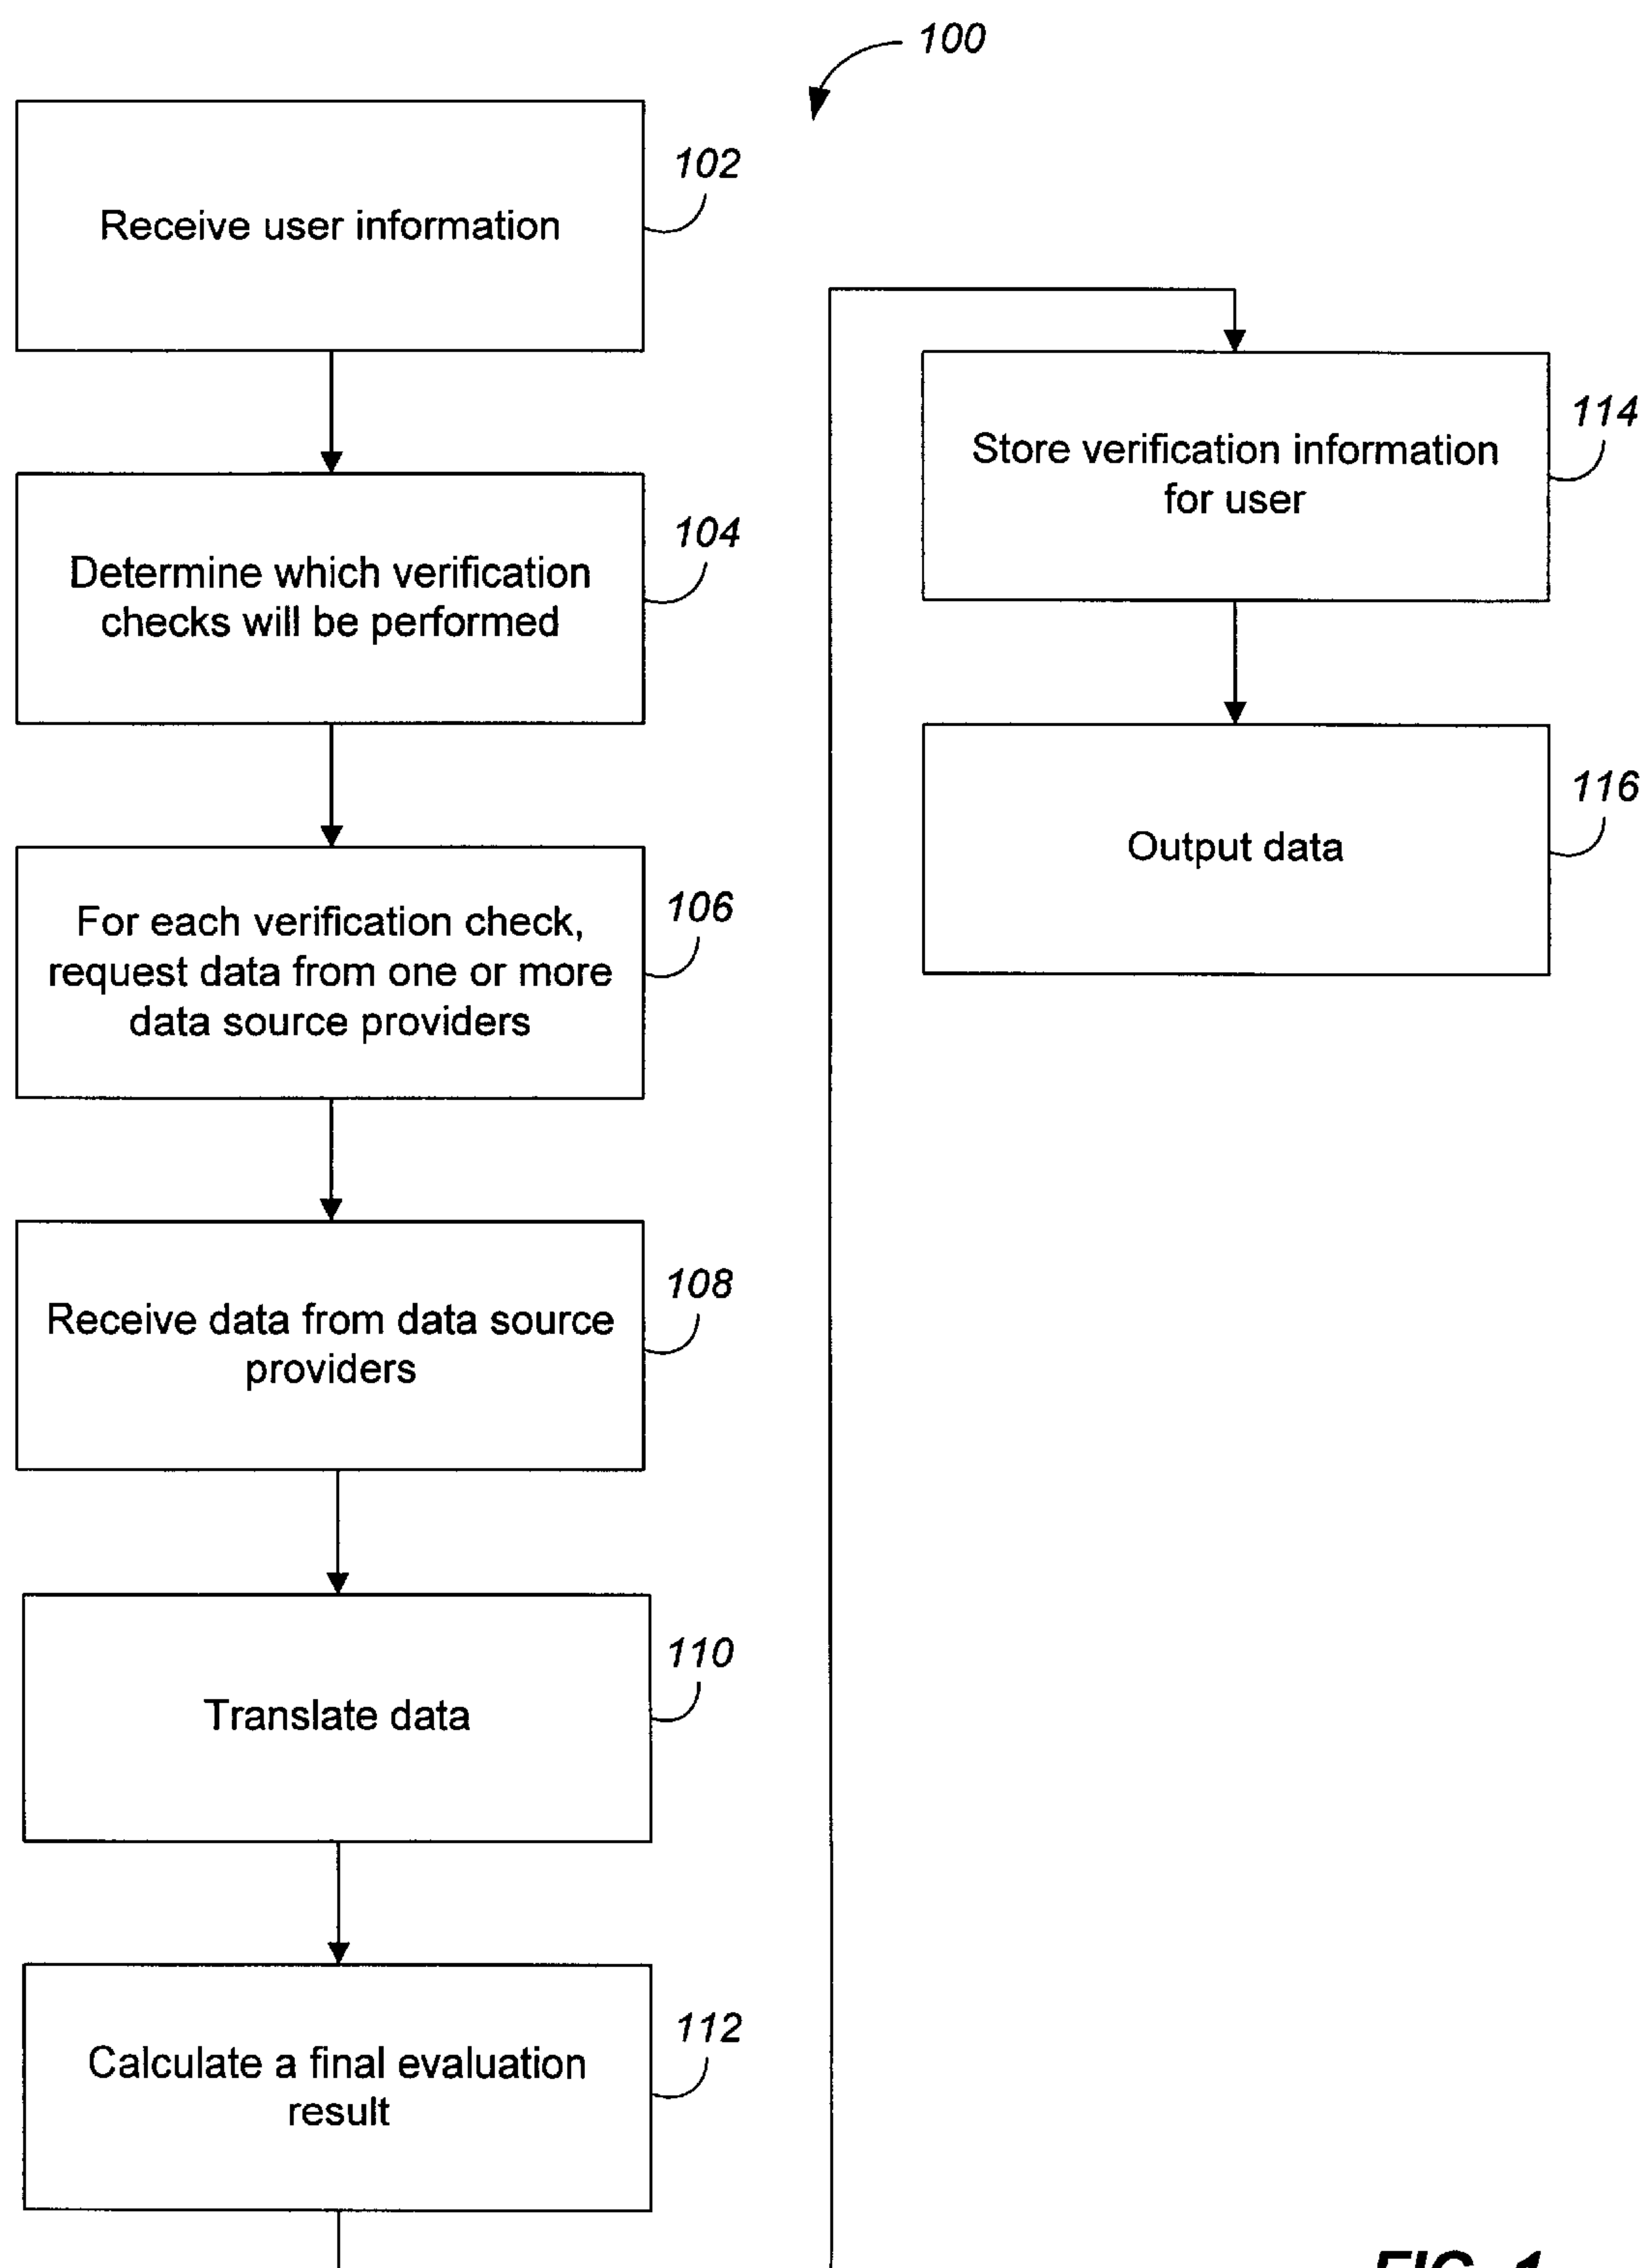 100
Receive user information
102
Determine which verification
checks will be performed
104
For each verification check,
request data from one or more
data source providers
106
Receive data from data source
providers
108
Translate data
110
Calculate a final evaluation
result
112
Store verification information
for user
114
Output data
116
FIG. 1